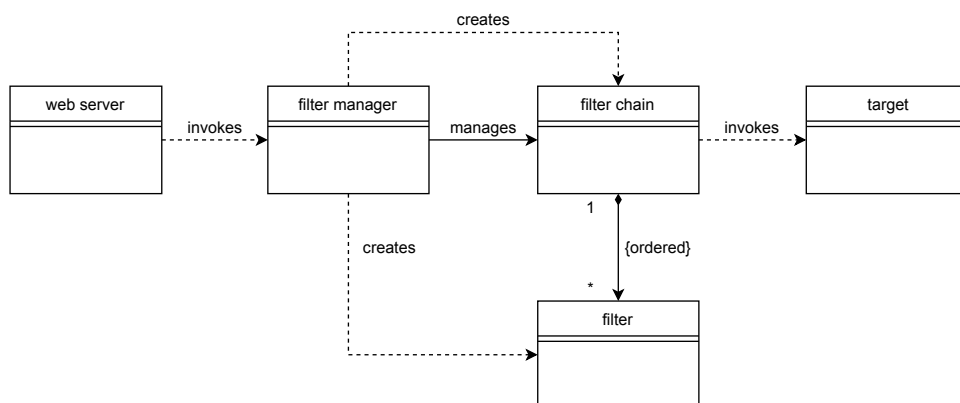 creates
web server
filter manager
filter chain
target
invokes
manages
invokes
1
creates
{ordered}
*
filter